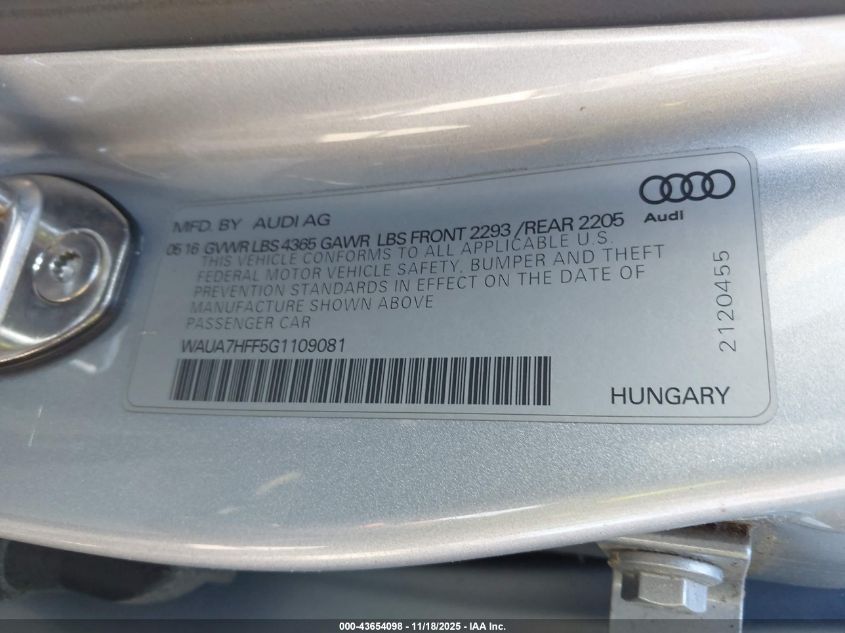 MFD. BY AUDI AG
Audi
05 16 GVWR LBS 4365 GAWR LBS FRONT 2293 /REAR 2205
THIS VEHICLE CONFORMS TO ALL APPLICABLE U.S.
FEDERAL MOTOR VEHICLE SAFETY, BUMPER AND THEFT
PREVENTION STANDARDS IN EFFECT ON THE DATE OF
MANUFACTURE SHOWN ABOVE
PASSENGER CAR
WAUA7HFF5G1109081
HUNGARY
2120455
000-43654098 - 11/18/2025 - IAA Inc.